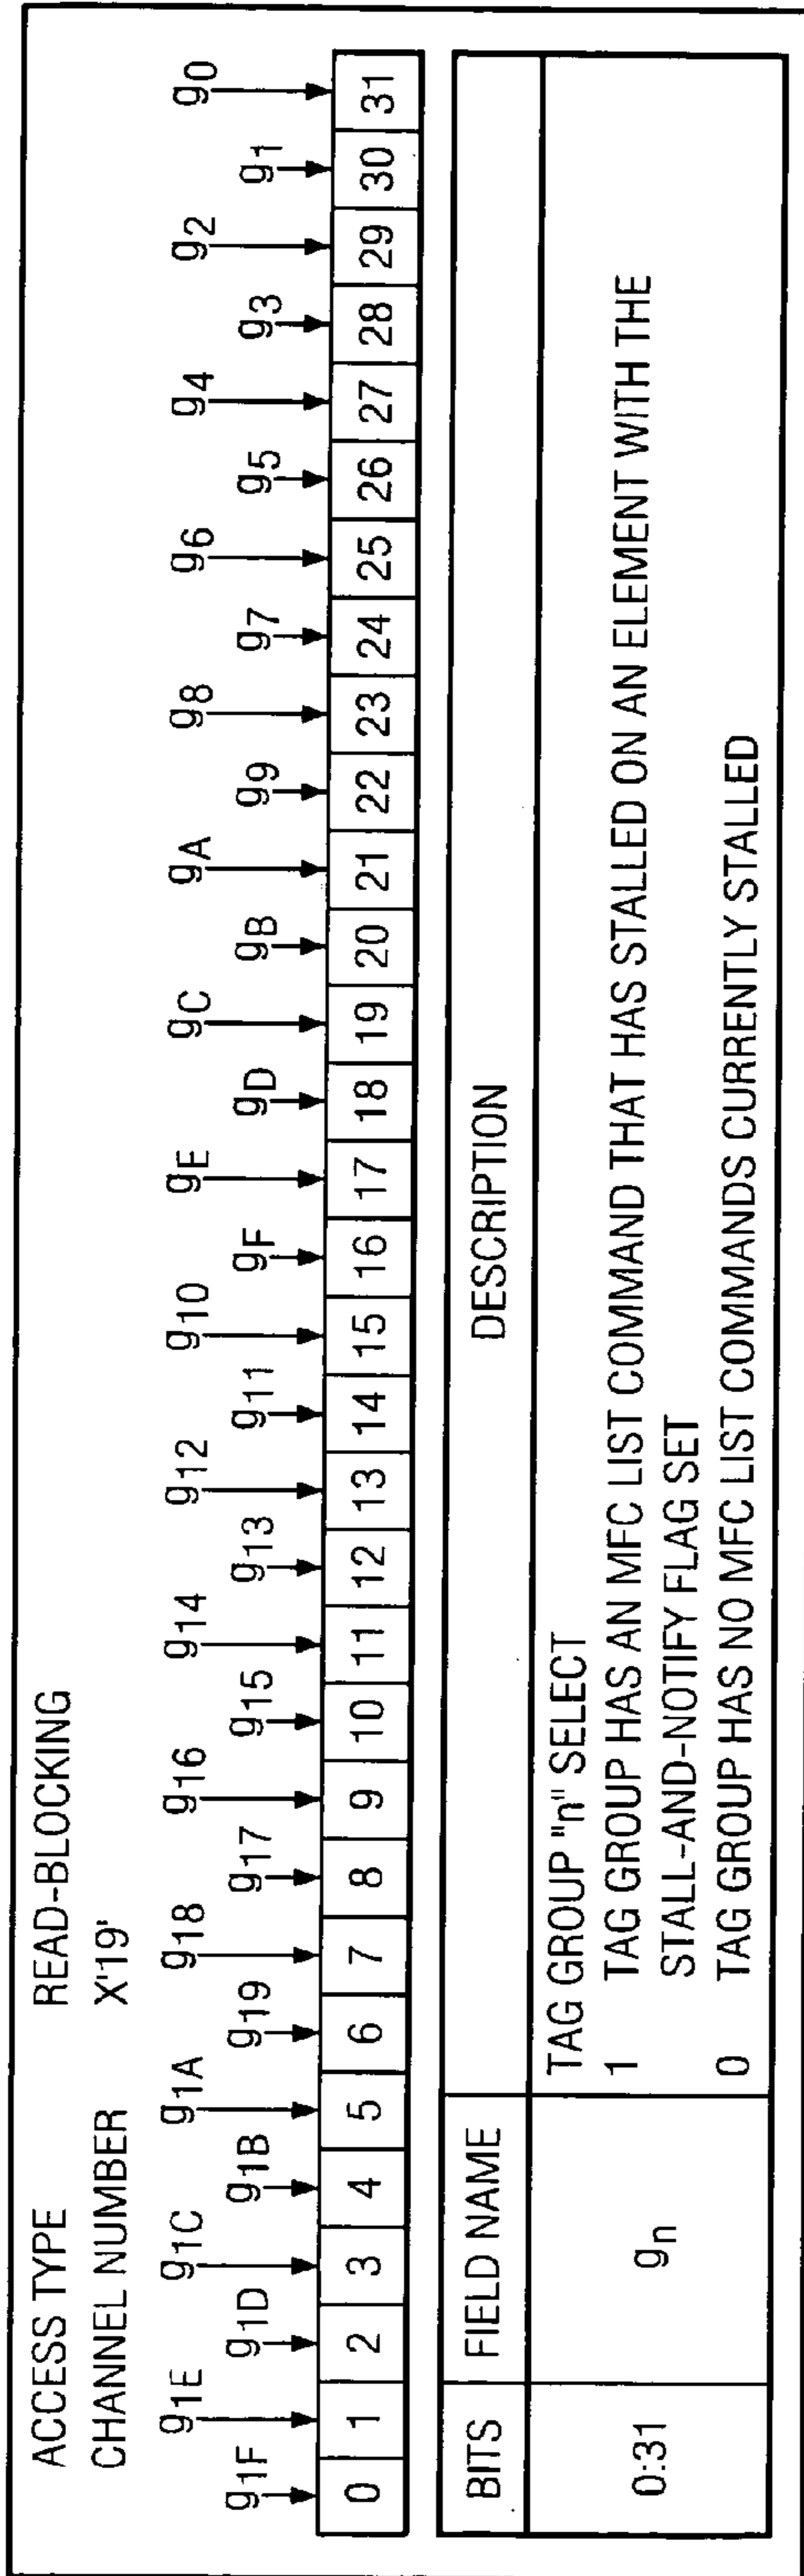 ACCESS TYPE READ-BLOCKING
CHANNEL NUMBER X'19'
g1F g1E g1D g1C g1B g1A g19 g18 g17 g16 g15 g14 g13 g12 g11 g10 gF gE gD gC gB gA g9 g8 g7 g6 g5 g4 g3 g2 g1 g0
0 1 2 3 4 5 6 7 8 9 10 11 12 13 14 15 16 17 18 19 20 21 22 23 24 25 26 27 28 29 30 31
BITS FIELD NAME DESCRIPTION
0:31 gn TAG GROUP "n" SELECT
1 TAG GROUP HAS AN MFC LIST COMMAND THAT HAS STALLED ON AN ELEMENT WITH THE
STALL-AND-NOTIFY FLAG SET
0 TAG GROUP HAS NO MFC LIST COMMANDS CURRENTLY STALLED